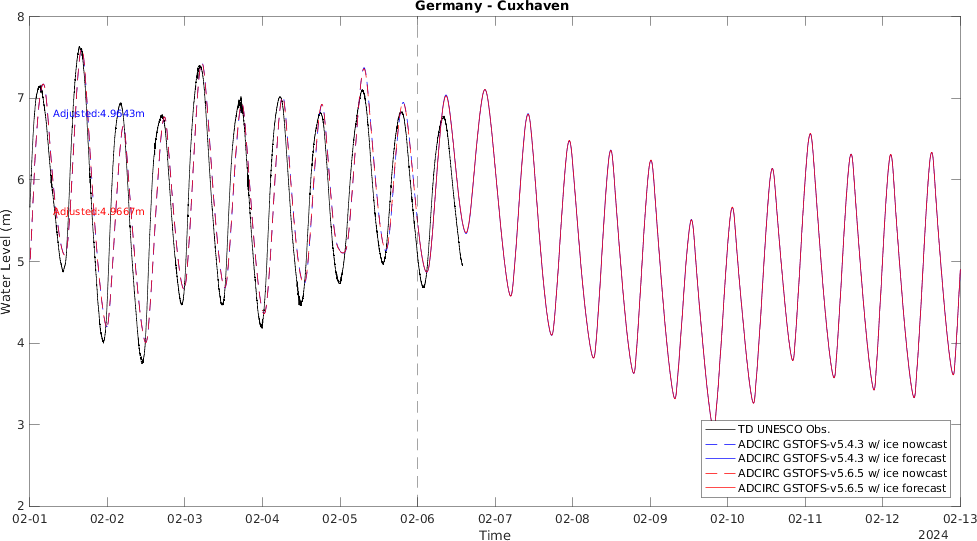 Germany - Cuxhaven
8
7
6
5
4
3
2
Water Level (m)
Adjusted:4.9643m
Adjusted:4.9667m
TD UNESCO Obs.
ADCIRC GSTOFS-v5.4.3 w/ ice nowcast
ADCIRC GSTOFS-v5.4.3 w/ ice forecast
ADCIRC GSTOFS-v5.6.5 w/ ice nowcast
ADCIRC GSTOFS-v5.6.5 w/ ice forecast
02-01 02-02 02-03 02-04 02-05 02-06 02-07 02-08 02-09 02-10 02-11 02-12 02-13
Time
2024